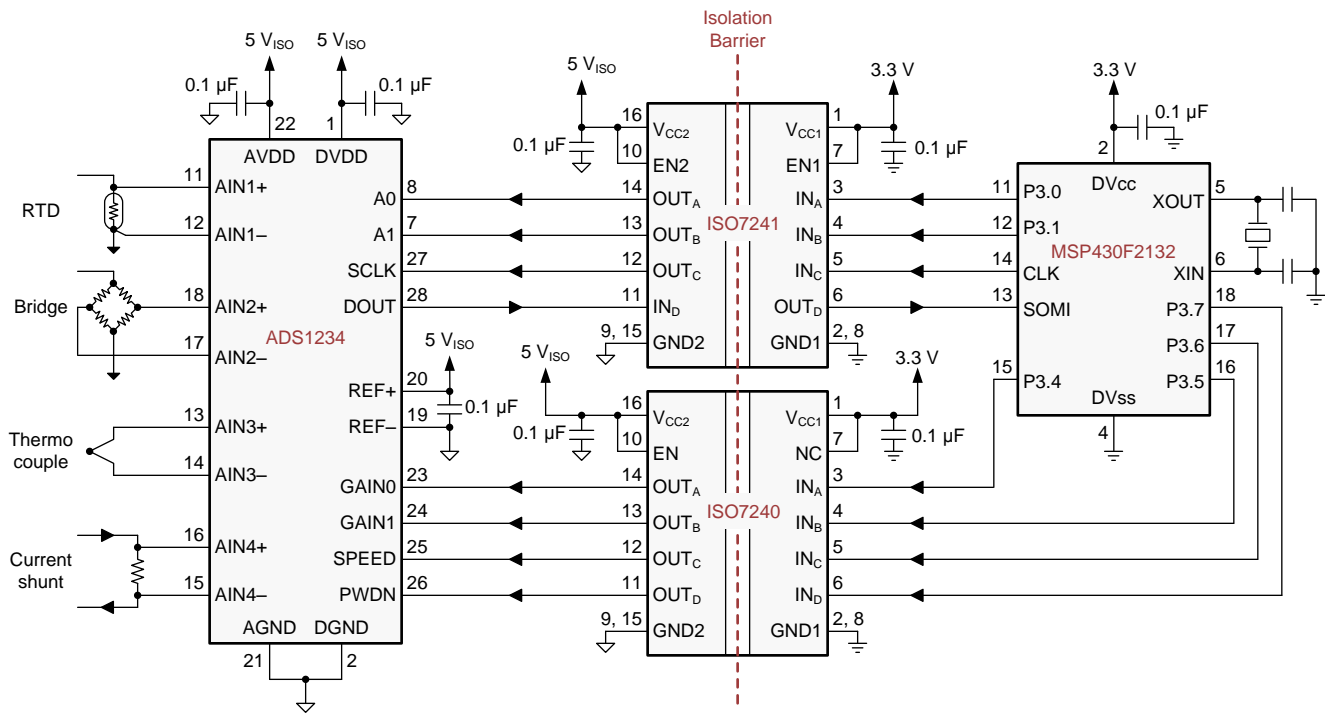 Isolation
Barrier
5 VISO
5 VISO
0.1 µF
0.1 µF
22
1
AVDD
DVDD
11
AIN1+
RTD
12
AIN1–
18
AIN2+
Bridge
17
AIN2–
13
AIN3+
Thermo
couple
14
AIN3–
16
AIN4+
Current
shunt
15
AIN4–
ADS1234
A0
8
A1
7
SCLK
27
DOUT
28
5 VISO
REF+
20
0.1 µF
REF–
19
GAIN0
23
GAIN1
24
SPEED
25
PWDN
26
AGND
DGND
21
2
5 VISO
0.1 µF
16
VCC2
10
EN2
14
OUTA
13
OUTB
12
OUTC
11
IND
9, 15
GND2
ISO7241
3.3 V
0.1 µF
VCC1
1
EN1
7
INA
3
INB
4
INC
5
OUTD
6
GND1
2, 8
5 VISO
0.1 µF
16
VCC2
10
EN
14
OUTA
13
OUTB
12
OUTC
11
OUTD
9, 15
GND2
ISO7240
3.3 V
0.1 µF
VCC1
1
NC
7
INA
3
INB
4
INC
5
IND
6
GND1
2, 8
3.3 V
0.1 µF
2
DVcc
11
P3.0
12
P3.1
14
CLK
13
SOMI
15
P3.4
MSP430F2132
XOUT
5
XIN
6
P3.7
18
P3.6
17
P3.5
16
DVss
4